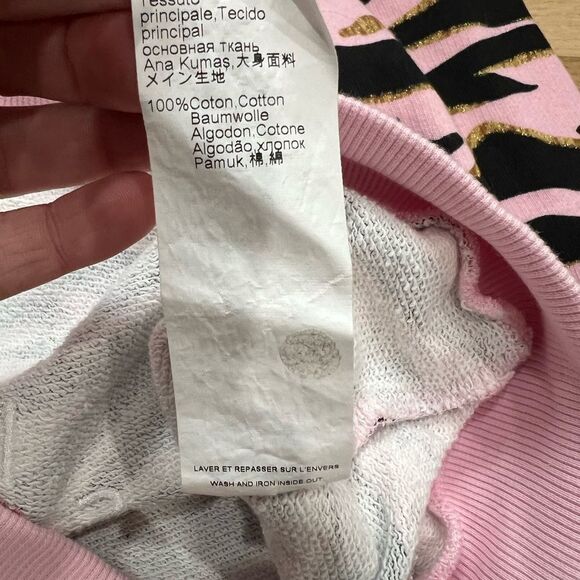 Tessuto
principale,Tecido
principal
основная ткань
Ana Kumaş,大身面料
メイン生地
100%Coton,Cotton
Baumwolle
Algodon,Cotone
Algodão,хлопок
Pamuk,棉,綿
LAVER ET REPASSER SUR L'ENVERS
WASH AND IRON INSIDE OUT